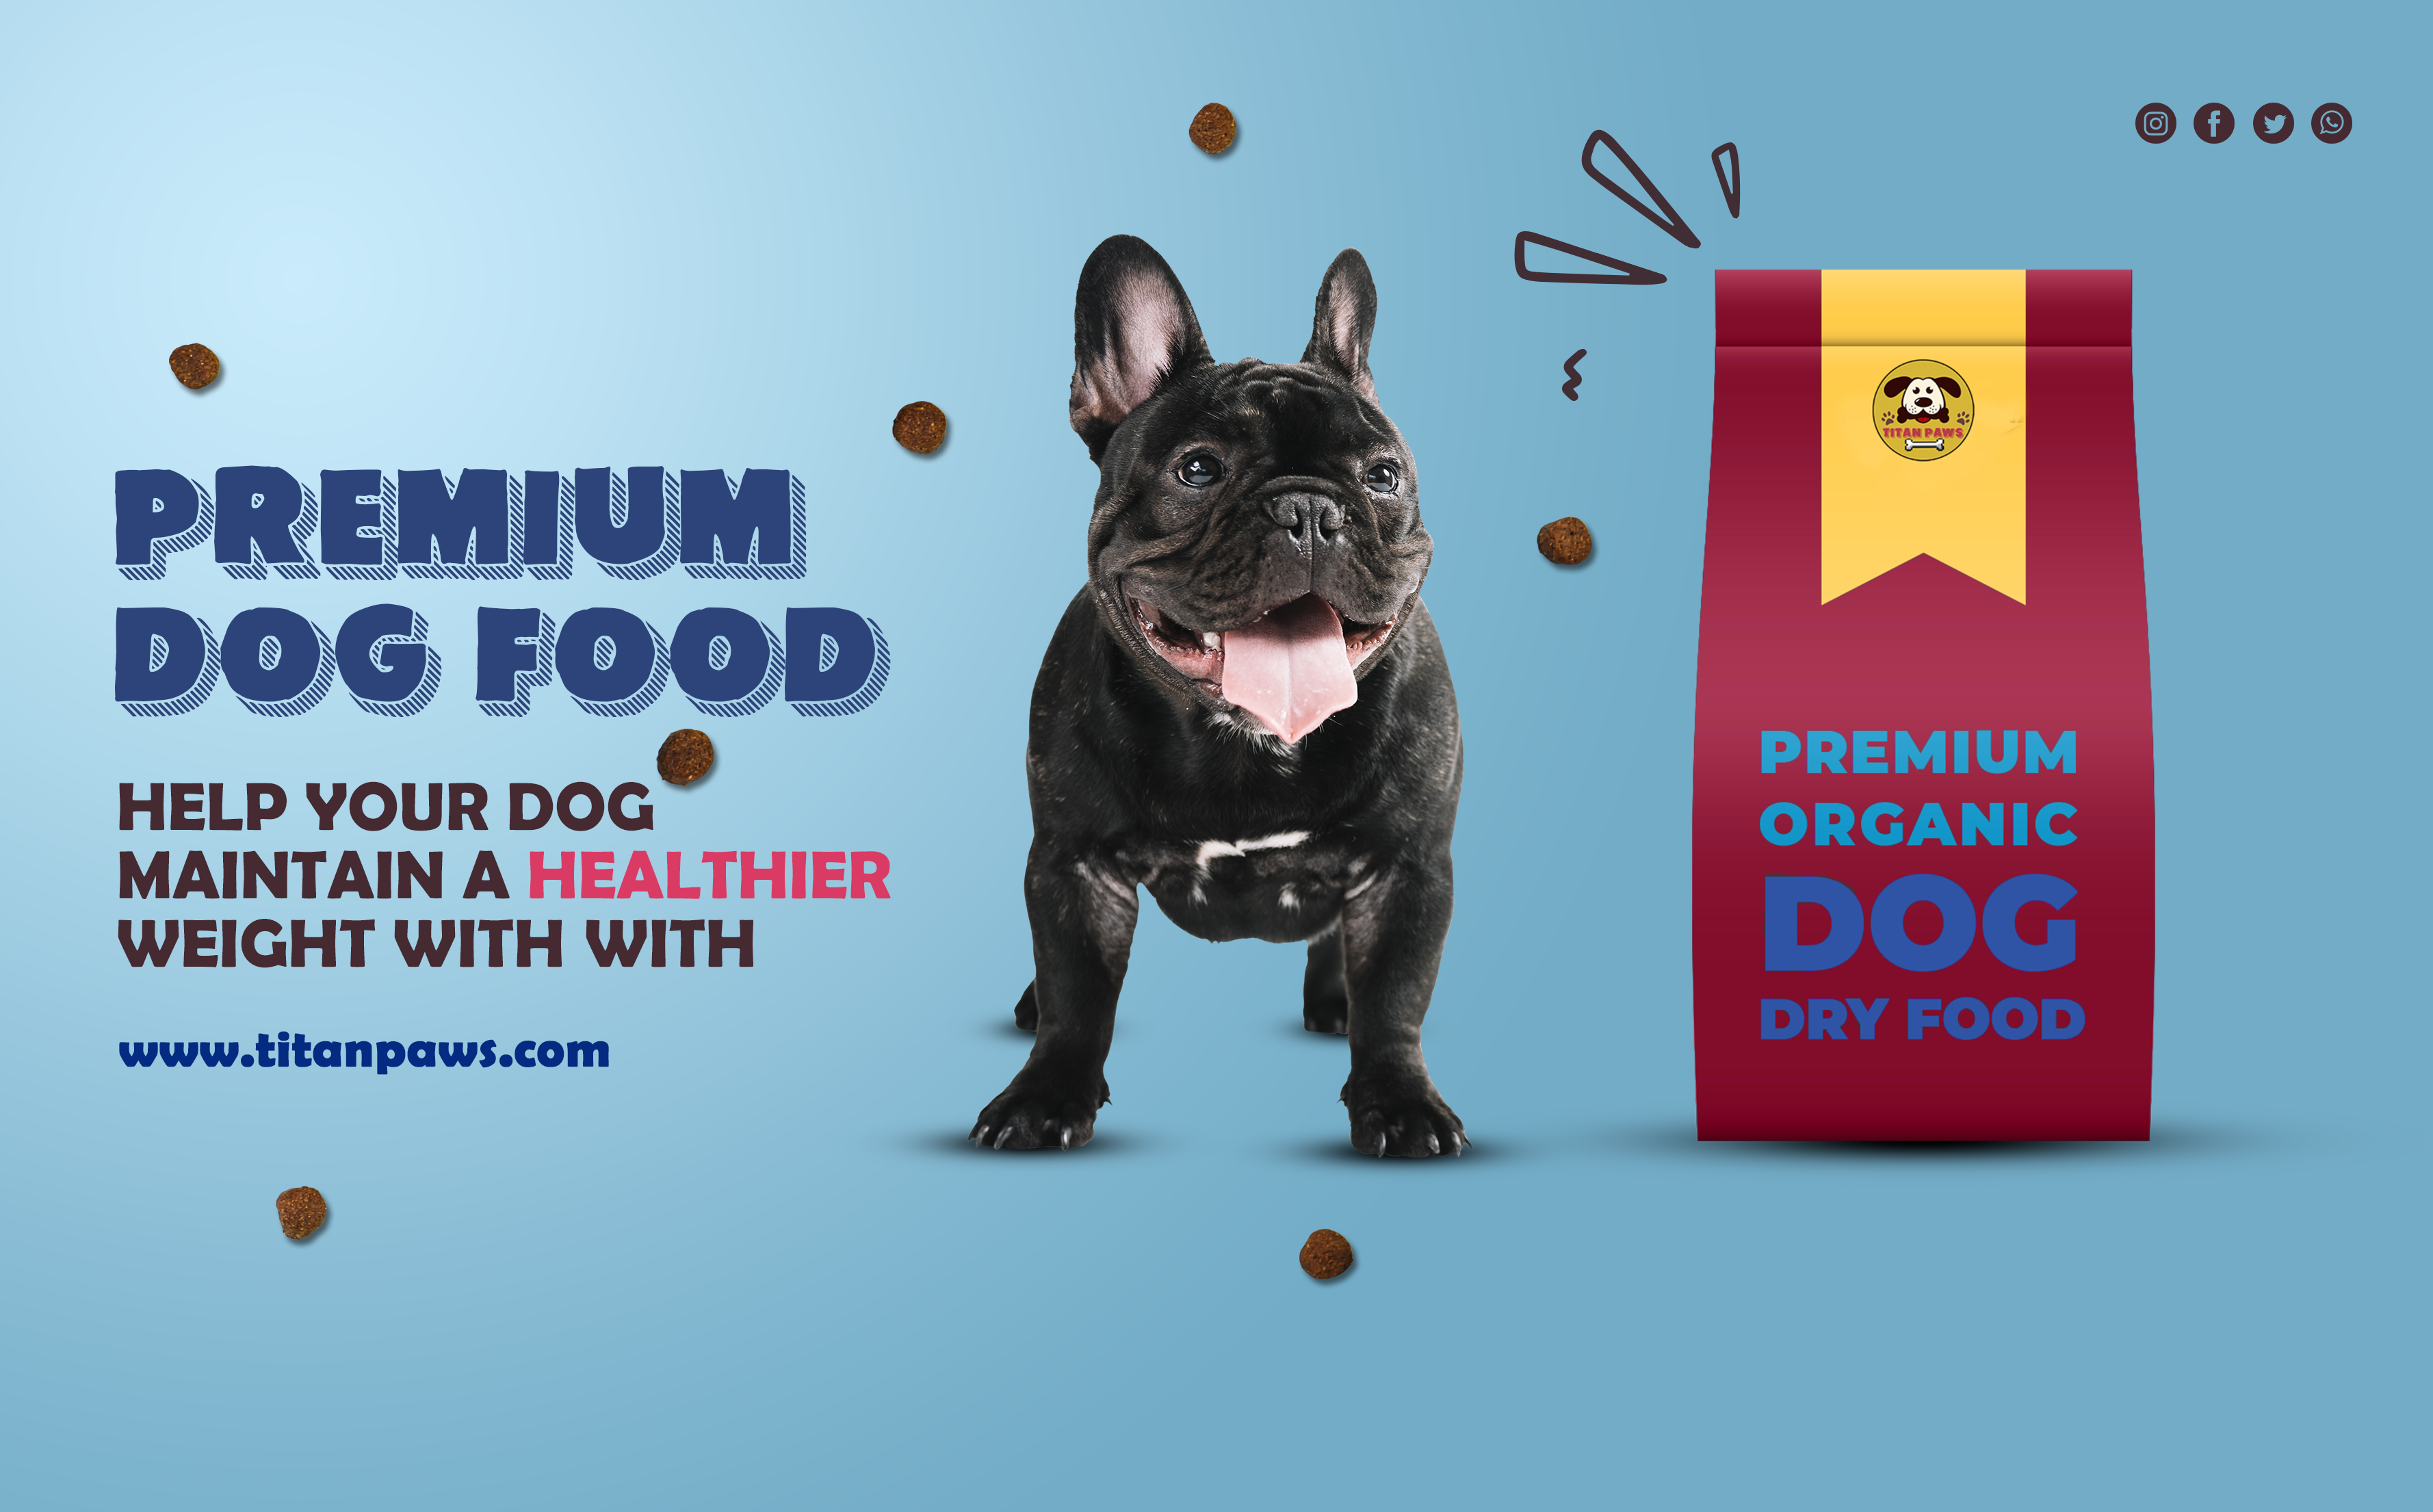 PREMIUM
DOG FOOD
HELP YOUR DOG
MAINTAIN A HEALTHIER
WEIGHT WITH WITH
www.titanpaws.com
TITAN PAWS
PREMIUM
ORGANIC
DOG
DRY FOOD